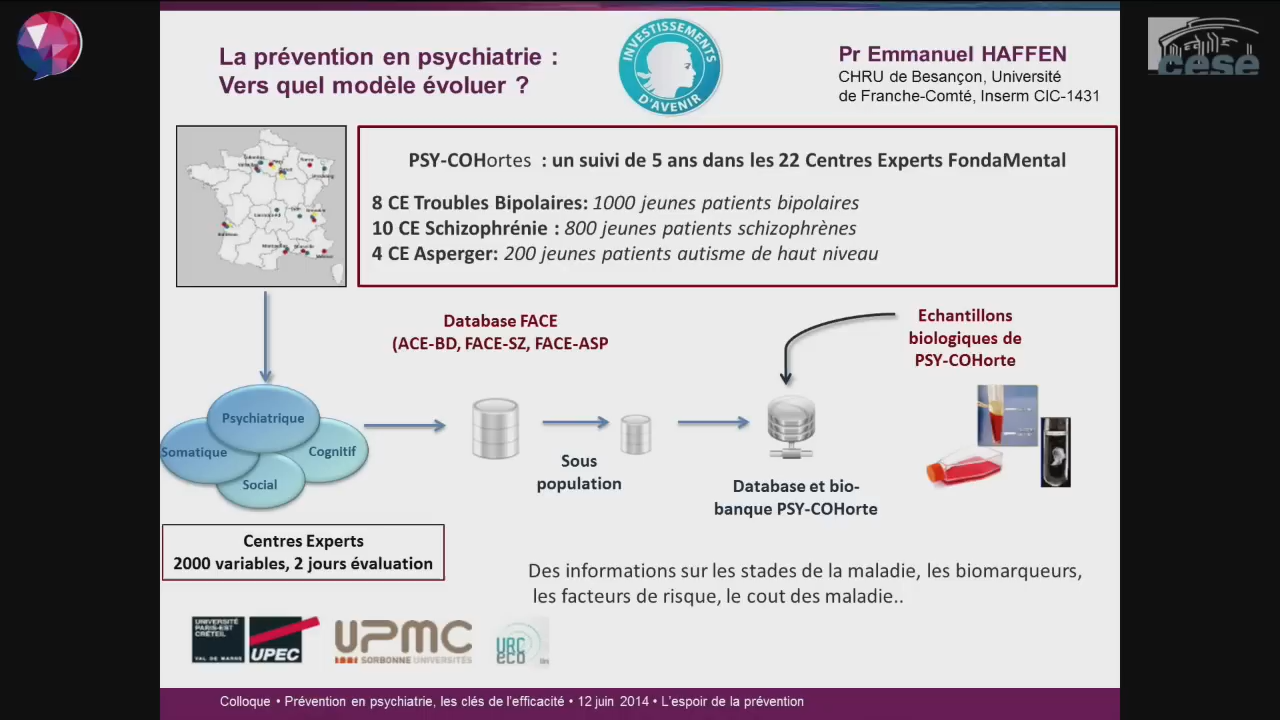 La prévention en psychiatrie :
Vers quel modèle évoluer ?
INVESTISSEMENTS
D'AVENIR
Pr Emmanuel HAFFEN
CHRU de Besançon, Université
de Franche-Comté, Inserm CIC-1431
cese
PSY-COHortes : un suivi de 5 ans dans les 22 Centres Experts FondaMental
8 CE Troubles Bipolaires: 1000 jeunes patients bipolaires
10 CE Schizophrénie : 800 jeunes patients schizophrènes
4 CE Asperger: 200 jeunes patients autisme de haut niveau
Database FACE
(ACE-BD, FACE-SZ, FACE-ASP
Echantillons
biologiques de
PSY-COHorte
Psychiatrique
Somatique
Cognitif
Social
Sous
population
Database et bio-
banque PSY-COHorte
Centres Experts
2000 variables, 2 jours évaluation
Des informations sur les stades de la maladie, les biomarqueurs,
les facteurs de risque, le cout des maladie..
UNIVERSITÉ
PARIS-EST
CRÉTEIL
VAL DE MARNE
UPEC
UPMC
SORBONNE UNIVERSITÉS
URC
eco
Colloque • Prévention en psychiatrie, les clés de l'efficacité • 12 juin 2014 • L'espoir de la prévention